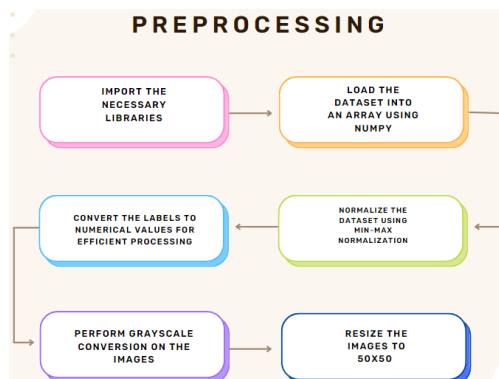 PREPROCESSING
IMPORT THE
NECESSARY
LIBRARIES
LOAD THE
DATASET INTO
AN ARRAY USING
NUMPY
NORMALIZE THE
DATASET USING
MIN-MAX
NORMALIZATION
CONVERT THE LABELS TO
NUMERICAL VALUES FOR
EFFICIENT PROCESSING
PERFORM GRAYSCALE
CONVERSION ON THE
IMAGES
RESIZE THE
IMAGES TO
50X50